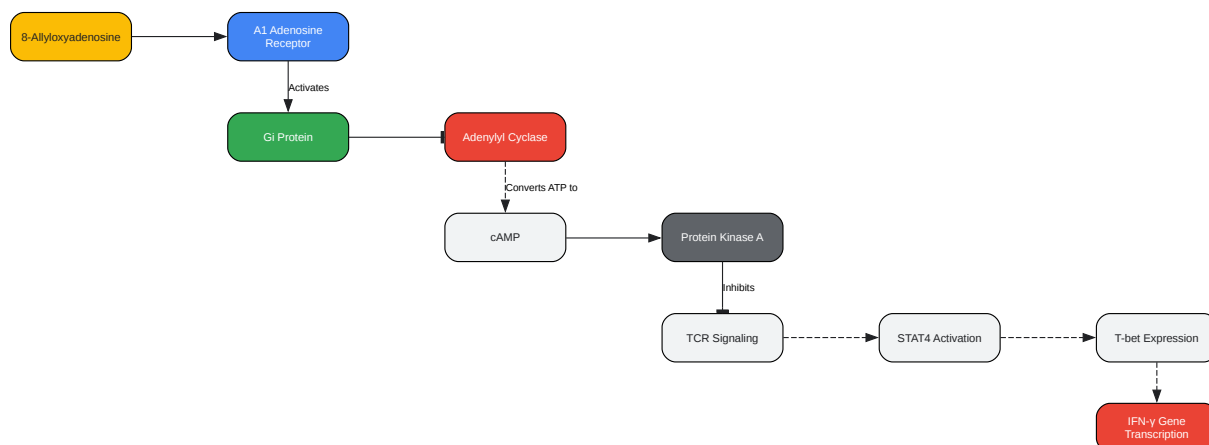 8-Allyloxyadenosine
A1 Adenosine
Receptor
Activates
Gi Protein
Adenylyl Cyclase
Converts ATP to
cAMP
Protein Kinase A
Inhibits
TCR Signaling
STAT4 Activation
T-bet Expression
IFN-γ Gene
Transcription